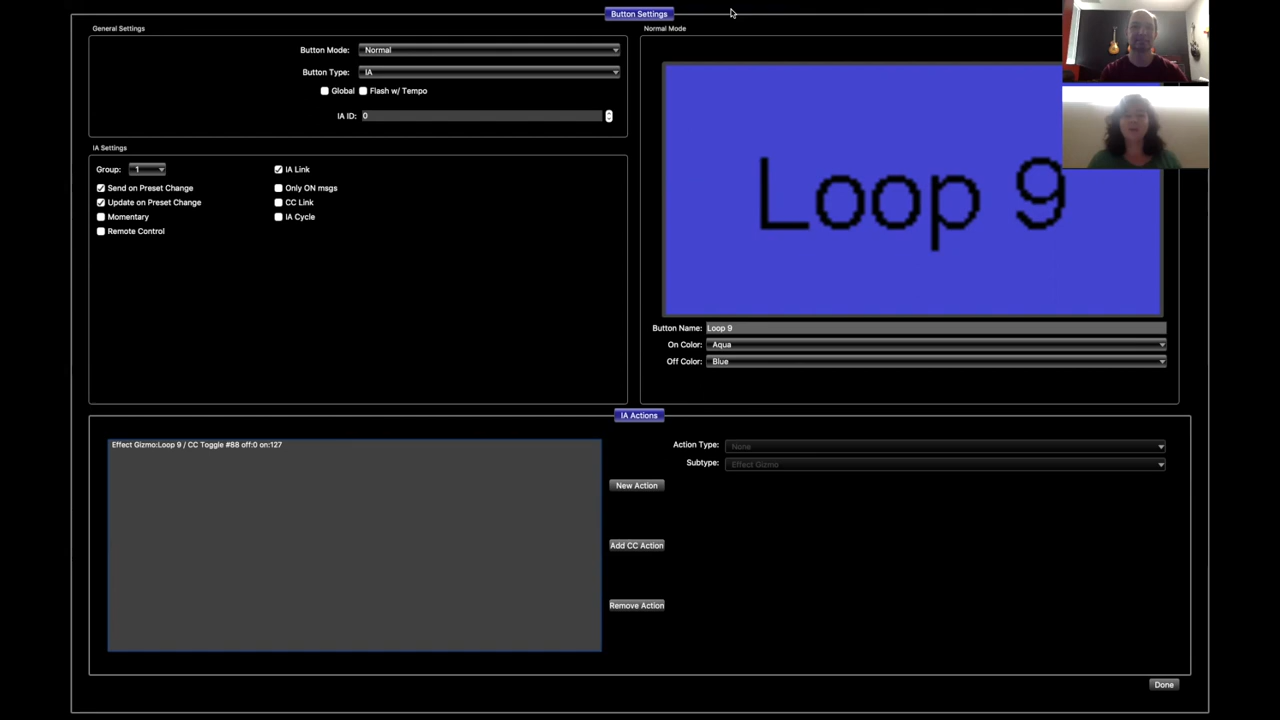 Button Settings
General Settings
Button Mode: Normal
Button Type: IA
Global Flash w/ Tempo
IA ID: 0
IA Settings
Group: 1
IA Link
Send on Preset Change
Only ON msgs
Update on Preset Change
CC Link
Momentary
IA Cycle
Remote Control
Normal Mode
Loop 9
Button Name: Loop 9
On Color: Aqua
Off Color: Blue
IA Actions
Effect Gizmo:Loop 9 / CC Toggle #88 off:0 on:127
New Action
Add CC Action
Remove Action
Action Type: None
Subtype: Effect Gizmo
Done